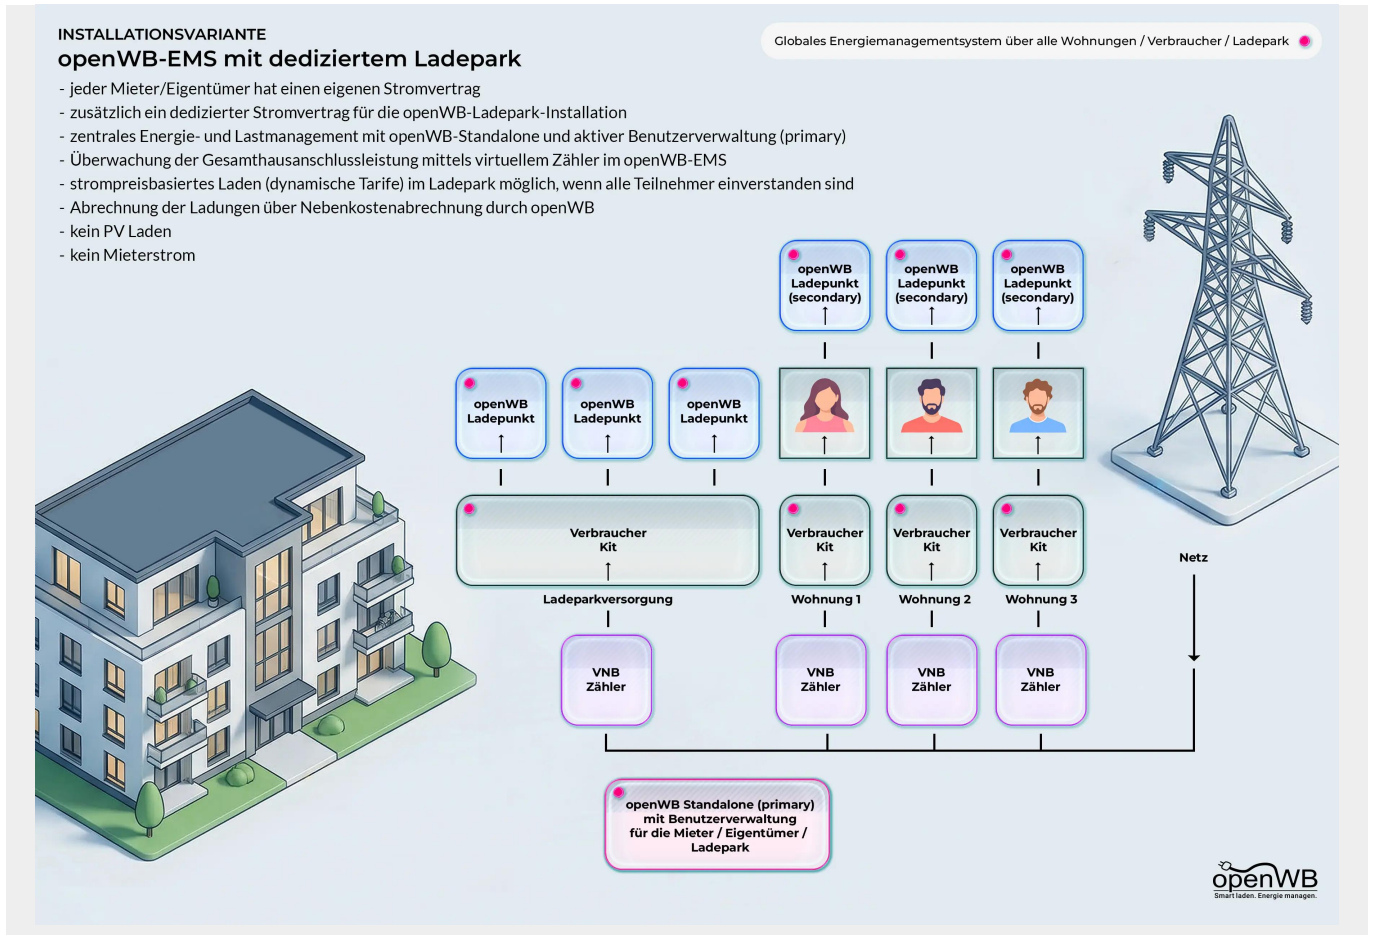 INSTALLATIONSVARIANTE
openWB-EMS mit dediziertem Ladepark
- jeder Mieter/Eigentümer hat einen eigenen Stromvertrag
- zusätzlich ein dedizierter Stromvertrag für die openWB-Ladepark-Installation
- zentrales Energie- und Lastmanagement mit openWB-Standalone und aktiver Benutzerverwaltung (primary)
- Überwachung der Gesamthausanschlussleistung mittels virtuellem Zähler im openWB-EMS
- strompreisbasiertes Laden (dynamische Tarife) im Ladepark möglich, wenn alle Teilnehmer einverstanden sind
- Abrechnung der Ladungen über Nebenkostenabrechnung durch openWB
- kein PV Laden
- kein Mieterstrom
Globales Energiemanagementsystem über alle Wohnungen / Verbraucher / Ladepark
openWB
Ladepunkt
(secondary)
openWB
Ladepunkt
(secondary)
openWB
Ladepunkt
(secondary)
openWB
Ladepunkt
openWB
Ladepunkt
openWB
Ladepunkt
Verbraucher
Kit
Verbraucher
Kit
Verbraucher
Kit
Verbraucher
Kit
Netz
Ladeparkversorgung
Wohnung 1
Wohnung 2
Wohnung 3
VNB
Zähler
VNB
Zähler
VNB
Zähler
VNB
Zähler
openWB Standalone (primary)
mit Benutzerverwaltung
für die Mieter / Eigentümer /
Ladepark
openWB
Smart laden. Energie managen.